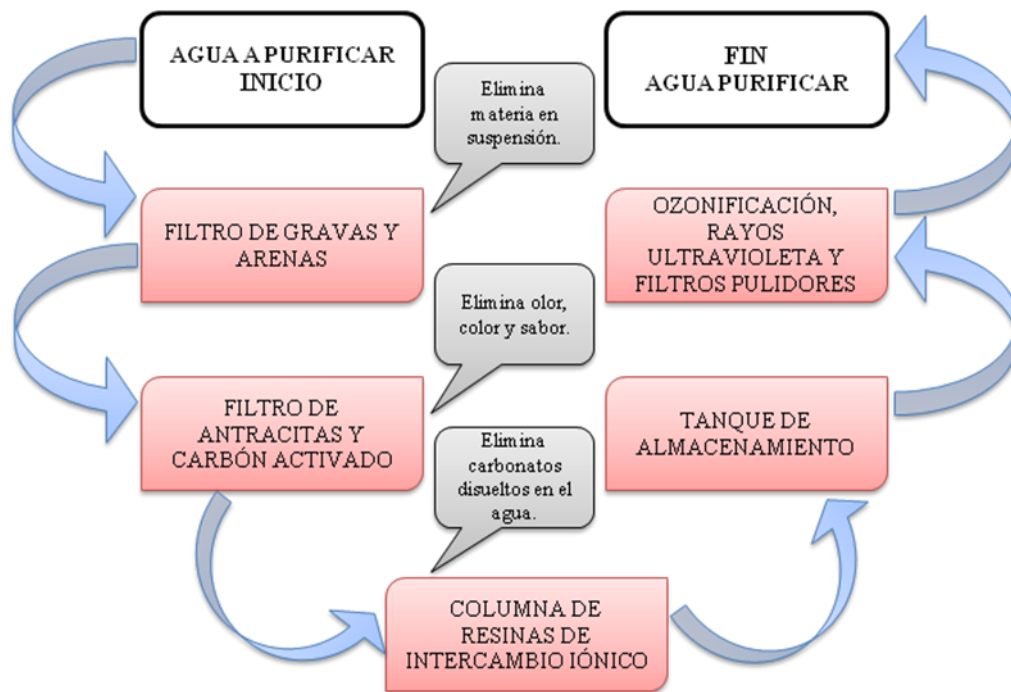 AGUA A PURIFICAR
INICIO
Elimina
materia en
suspensión.
FILTRO DE GRAVAS Y
ARENAS
Elimina olor,
color y sabor.
FILTRO DE
ANTRACITAS Y
CARBÓN ACTIVADO
Elimina
carbonatos
disueltos en el
agua.
COLUMNA DE
RESINAS DE
INTERCAMBIO IÓNICO
TANQUE DE
ALMACENAMIENTO
OZONIFICACIÓN,
RAYOS
ULTRAVIOLETA Y
FILTROS PULIDORES
FIN
AGUA PURIFICAR